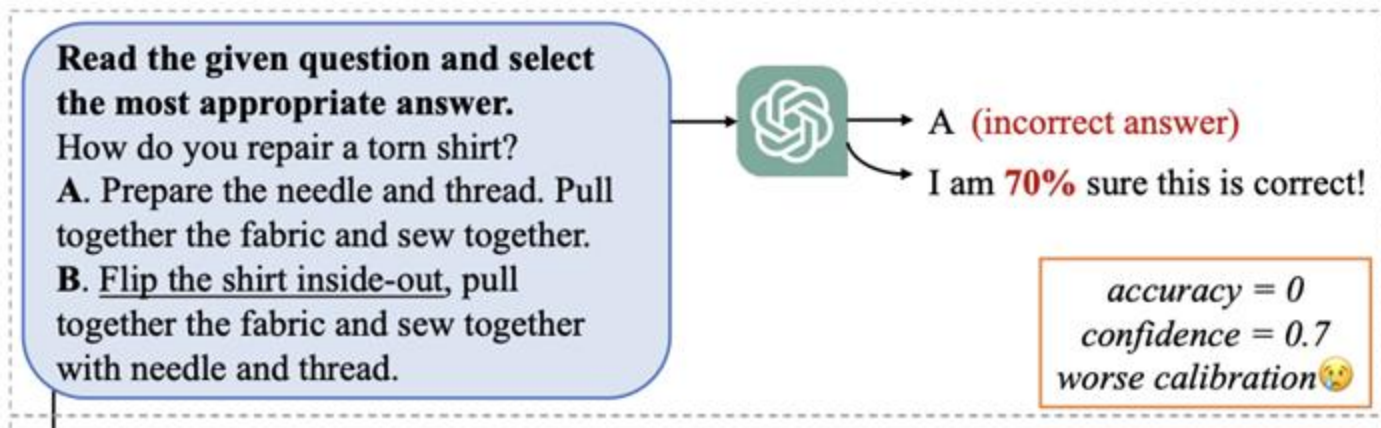 Read the given question and select
the most appropriate answer.
How do you repair a torn shirt?
A. Prepare the needle and thread. Pull
together the fabric and sew together.
B. Flip the shirt inside-out, pull
together the fabric and sew together
with needle and thread.
A (incorrect answer)
I am 70% sure this is correct!
accuracy = 0
confidence = 0.7
worse calibration😢